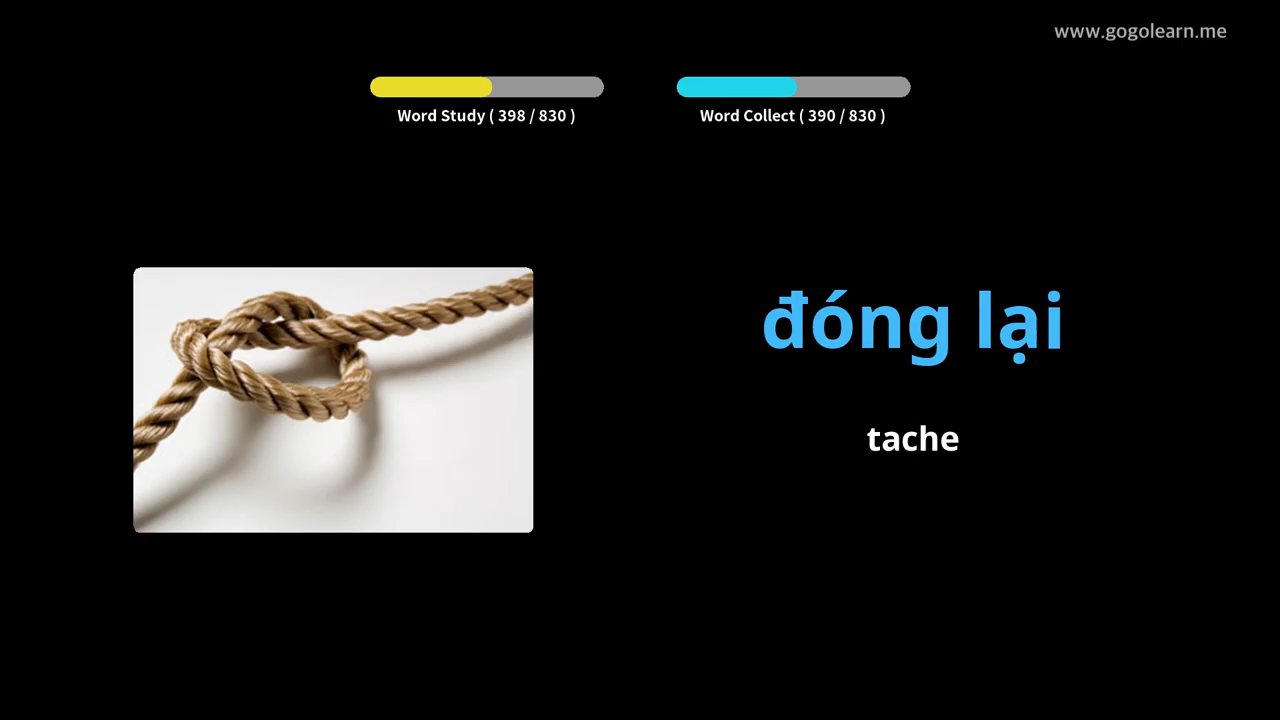 www.gogolearn.me
Word Study ( 398 / 830 )
Word Collect ( 390 / 830 )
đóng lại
tache